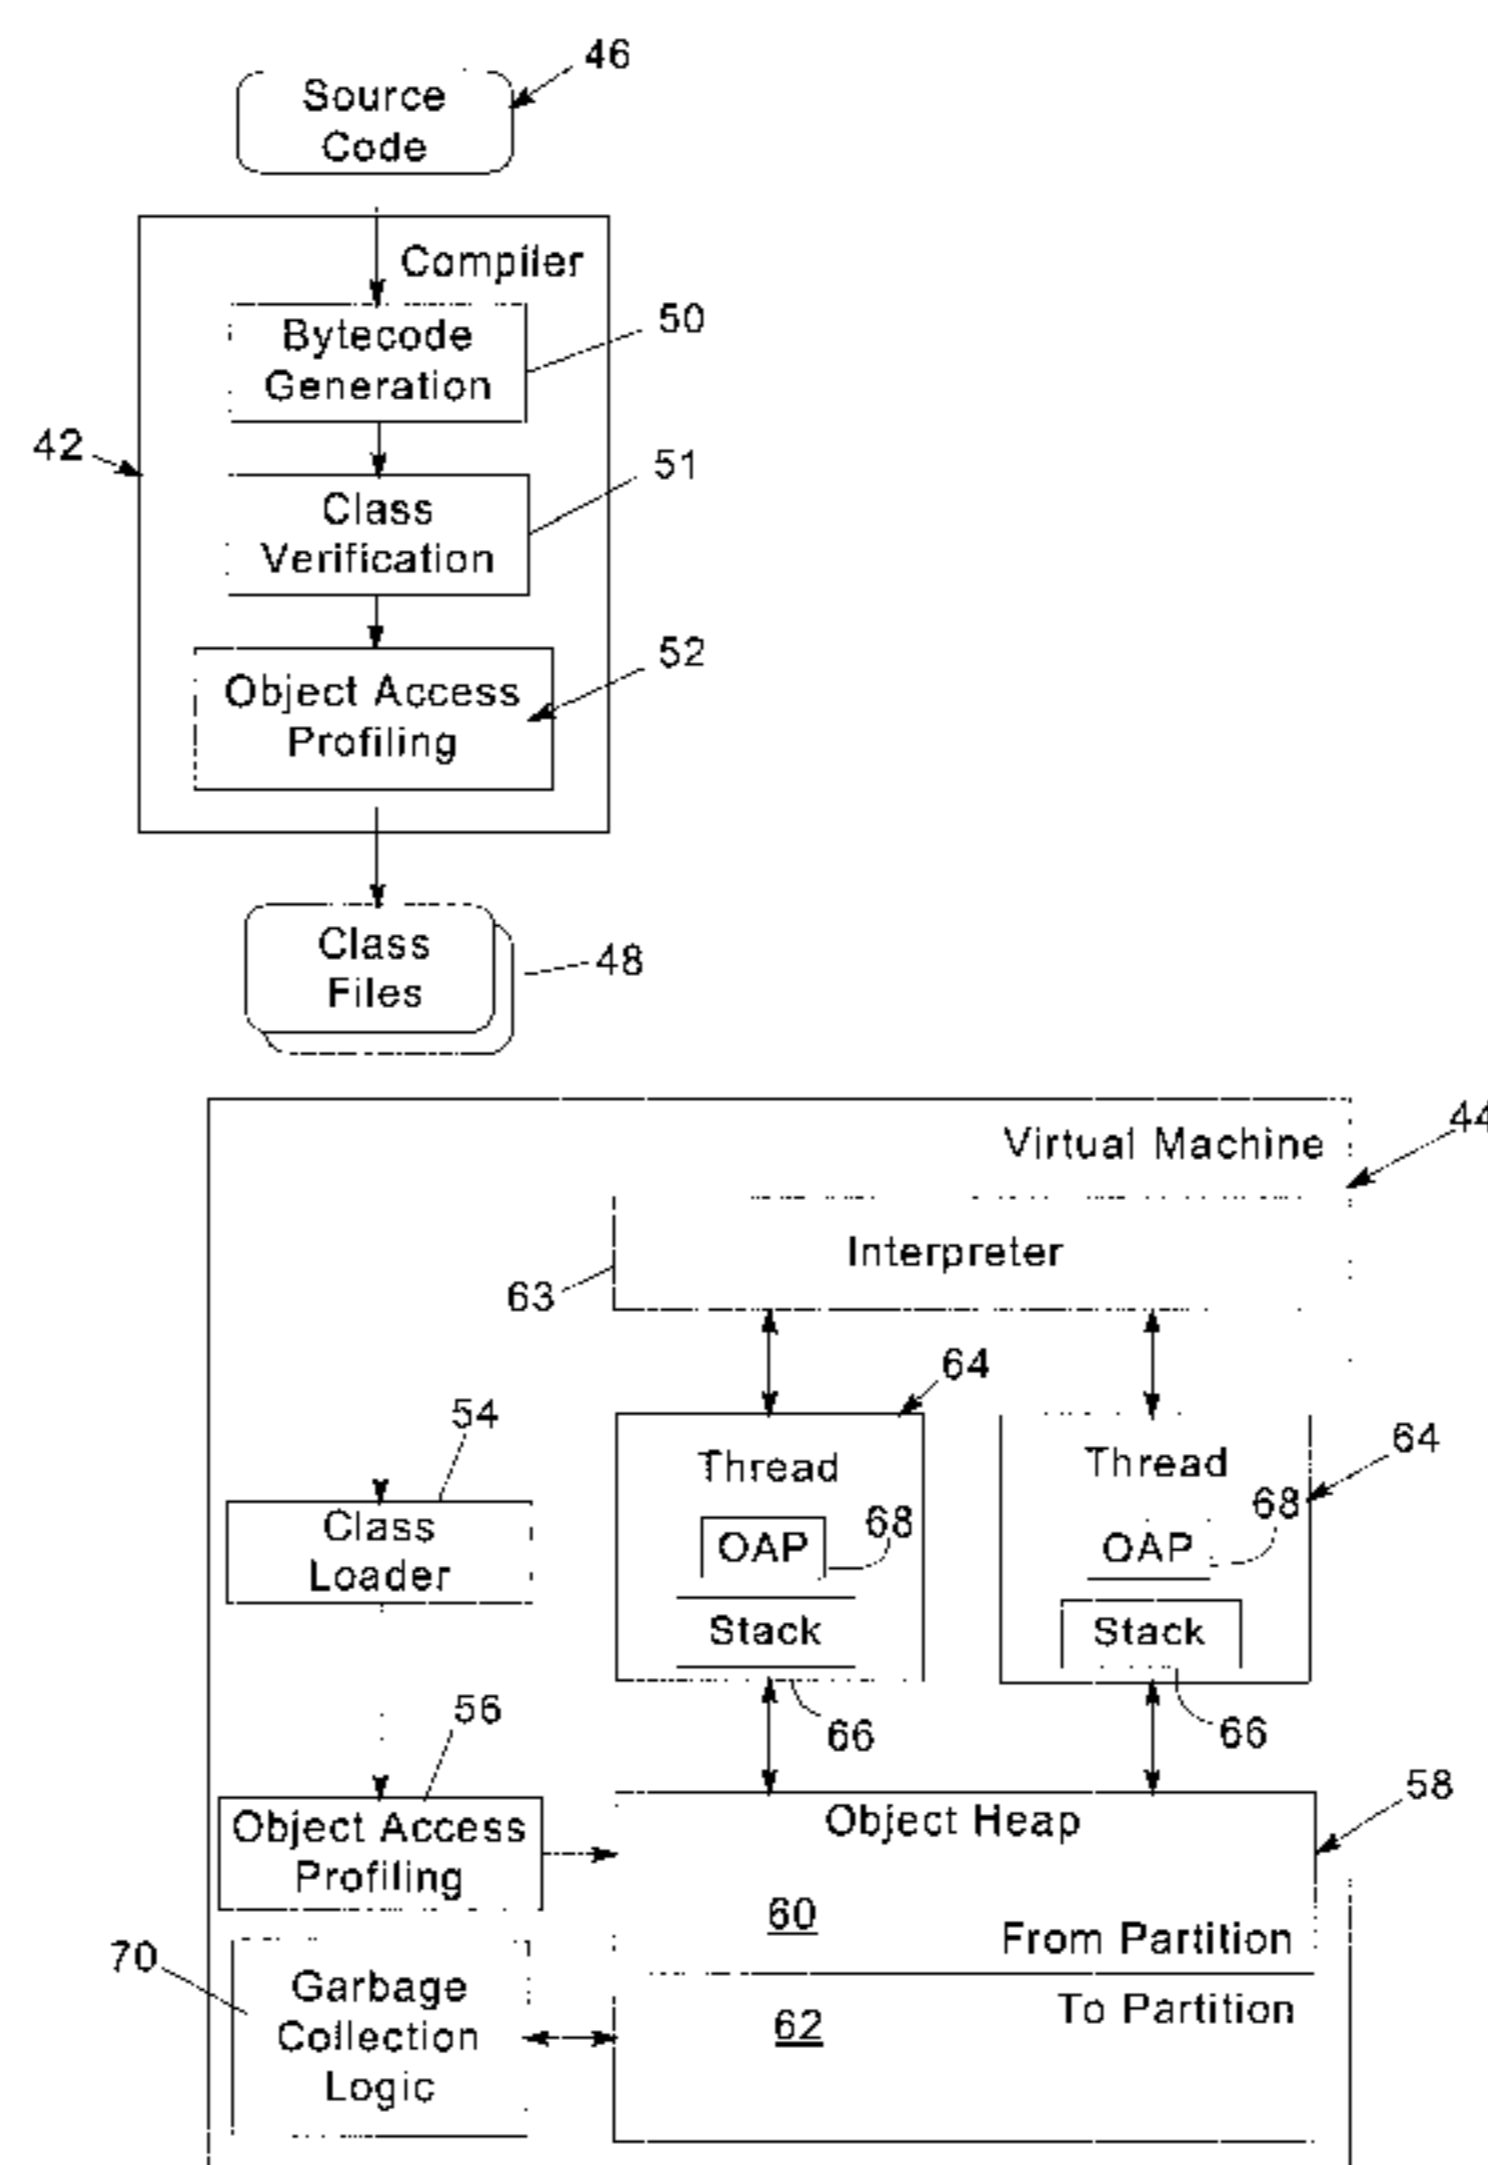 46
Source
Code
Compiler
50
Bytecode
Generation
42
51
Class
Verification
52
Object Access
Profiling
Class
Files
48
44
Virtual Machine
Interpreter
63
64
54
Thread
Thread
64
68
68
Class
Loader
OAP
OAP
Stack
Stack
56
66
66
58
Object Access
Profiling
Object Heap
60
From Partition
70
Garbage
Collection
Logic
62
To Partition